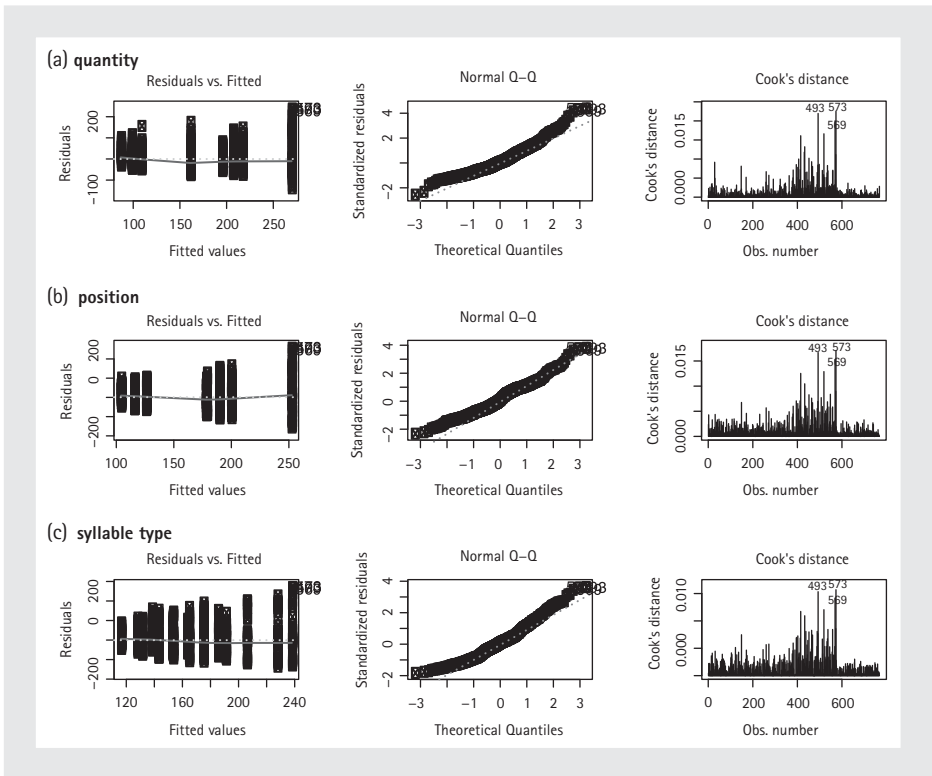 (a) quantity
Residuals vs. Fitted
Normal Q–Q
Cook's distance
Residuals
200
−100
100 150 200 250
Fitted values
Standardized residuals
4
2
−2
−3 −1 0 1 2 3
Theoretical Quantiles
Cook's distance
0.015
0.000
493 573
569
0 200 400 600
Obs. number
(b) position
Residuals vs. Fitted
Normal Q–Q
Cook's distance
Residuals
200
0
−200
100 150 200 250
Fitted values
Standardized residuals
4
2
0
−2
−3 −1 0 1 2 3
Theoretical Quantiles
Cook's distance
0.015
0.000
493 573
569
0 200 400 600
Obs. number
(c) syllable type
Residuals vs. Fitted
Normal Q–Q
Cook's distance
Residuals
200
0
−200
120 160 200 240
Fitted values
Standardized residuals
4
2
0
−2
−3 −1 0 1 2 3
Theoretical Quantiles
Cook's distance
0.010
0.000
493 573
569
0 200 400 600
Obs. number